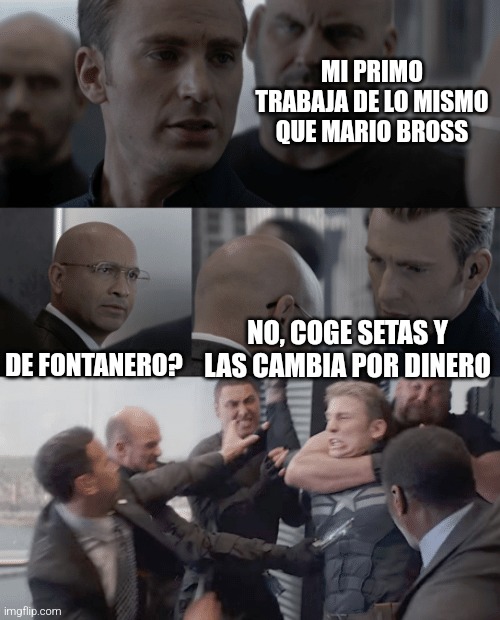 MI PRIMO
TRABAJA DE LO MISMO
QUE MARIO BROSS
DE FONTANERO?
NO, COGE SETAS Y
LAS CAMBIA POR DINERO
imgflip.com